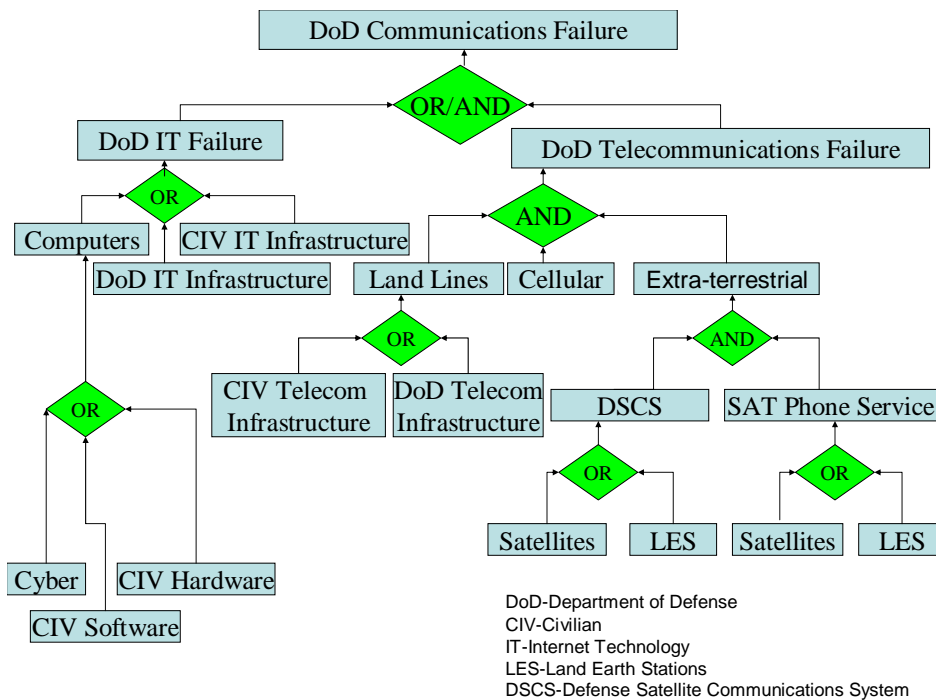 DoD Communications Failure
OR/AND
DoD IT Failure
DoD Telecommunications Failure
OR
AND
Computers
CIV IT Infrastructure
DoD IT Infrastructure
Land Lines
Cellular
Extra-terrestrial
OR
AND
CIV Telecom
Infrastructure
DoD Telecom
Infrastructure
OR
DSCS
SAT Phone Service
OR
OR
Satellites
LES
Satellites
LES
Cyber
CIV Hardware
CIV Software
DoD-Department of Defense
CIV-Civilian
IT-Internet Technology
LES-Land Earth Stations
DSCS-Defense Satellite Communications System